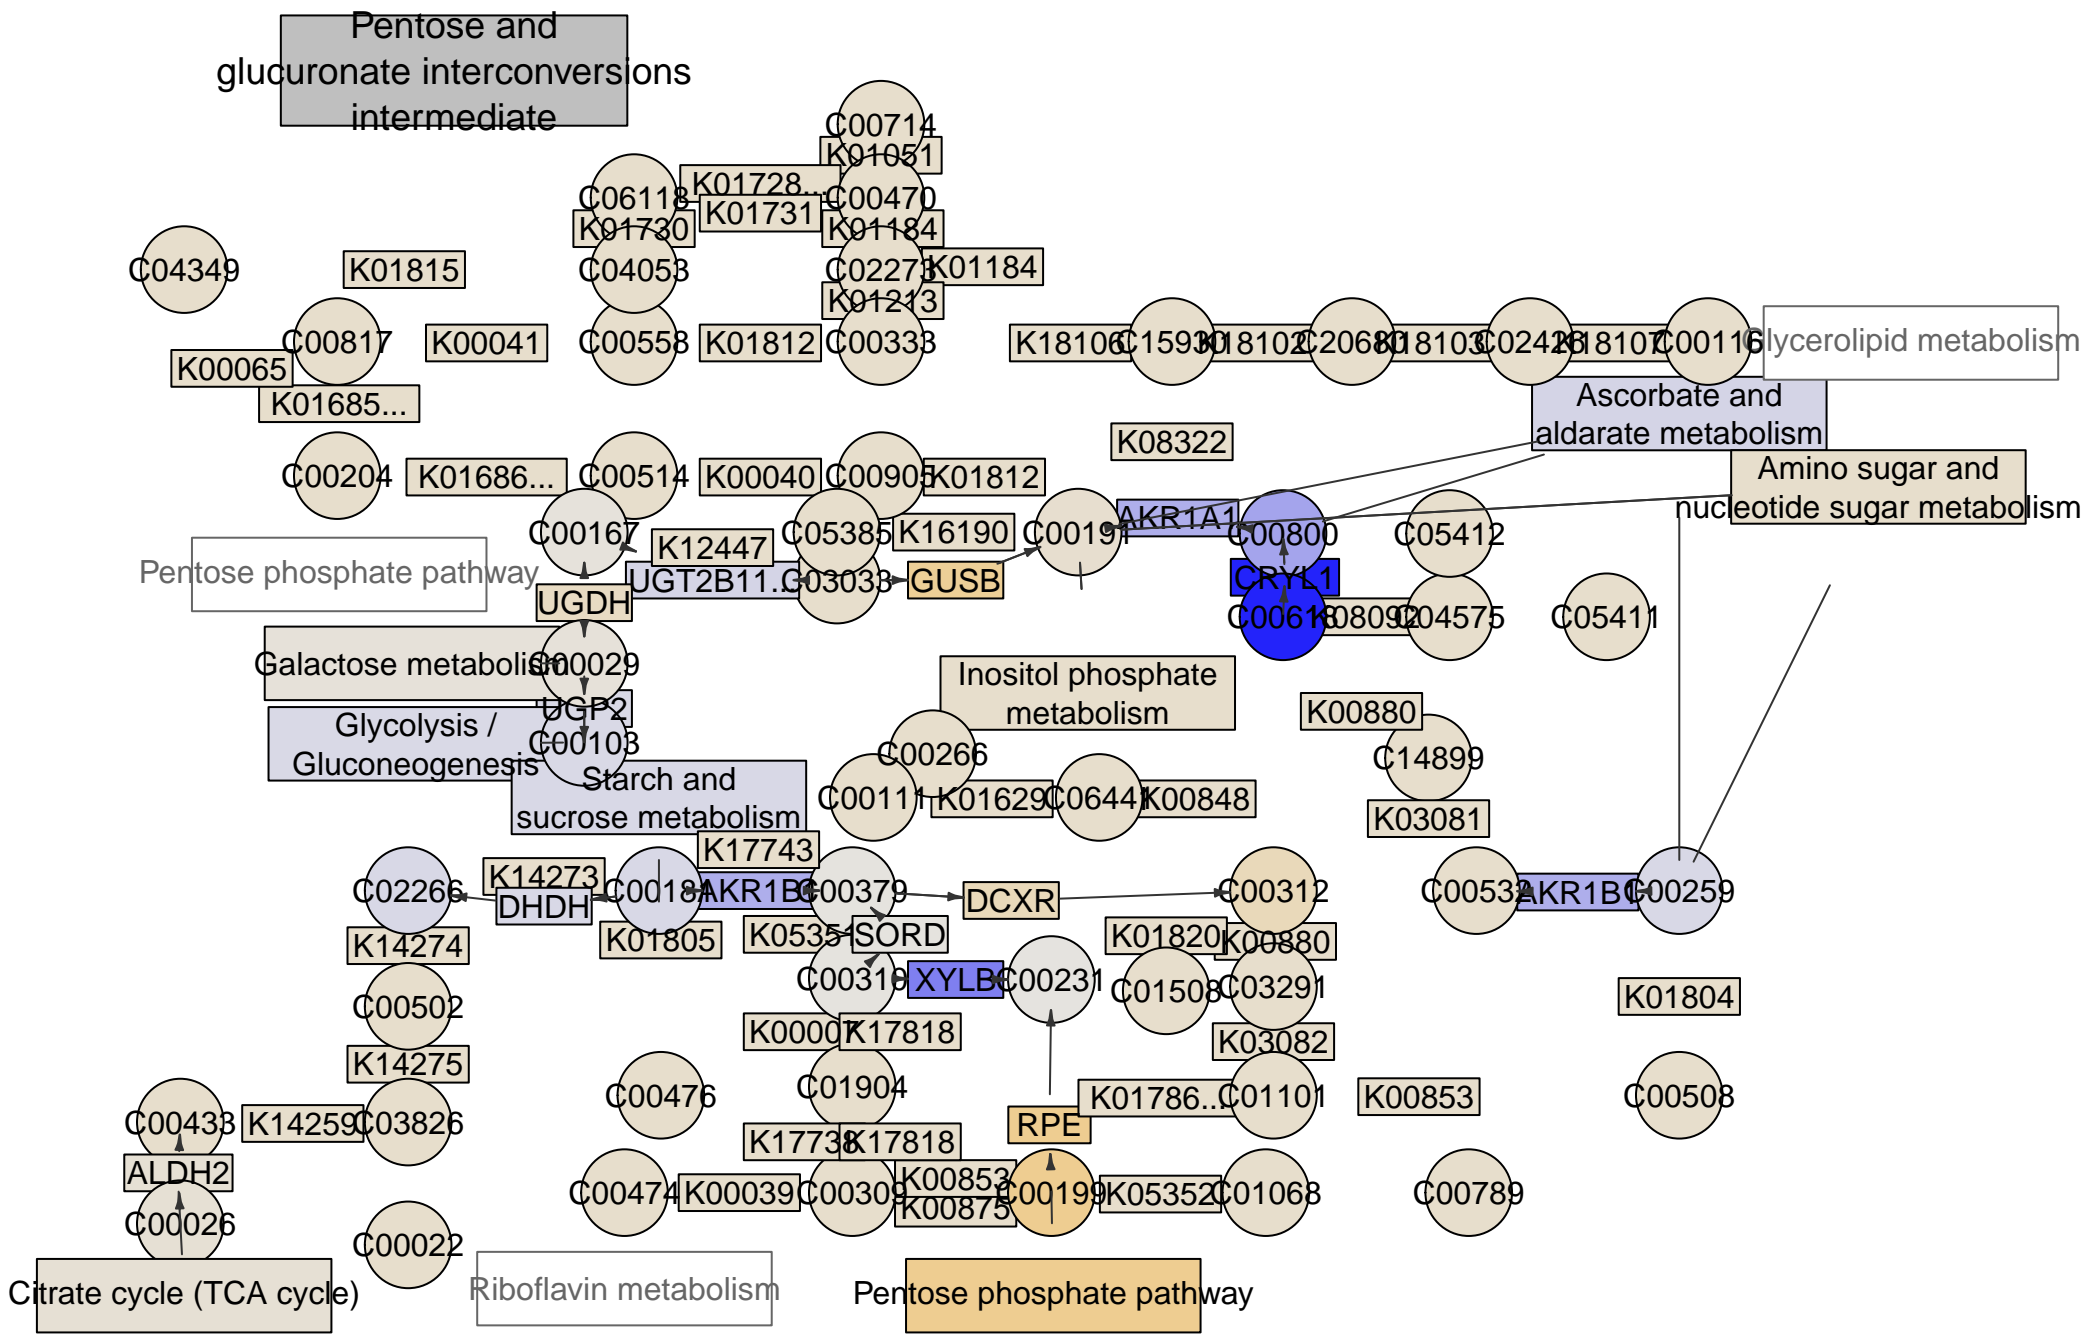 Pentose and
glucuronate interconversions
intermediate
C00714
K01051
K01728...
C06118
C00470
K01731
K01730
K01184
C04349
K01815
C04053
C02273
K01184
K01213
C00817
K00041
C00558
K01812
C00333
K18106
C15930
K18102
C20680
K18103
C02426
K18107
C00116
Glycerolipid metabolism
K00065
K01685...
Ascorbate and
aldarate metabolism
K08322
C00204
K01686...
C00514
K00040
C00905
K01812
Amino sugar and
nucleotide sugar metabolism
C00167
K12447
C05385
K16190
C00191
AKR1A1
C00800
C05412
Pentose phosphate pathway
UGT2B11...
C03033
GUSB
CRYL1
UGDH
C00618
K08092
C04575
C05411
Galactose metabolism
C00029
Inositol phosphate
metabolism
UGP2
Glycolysis /
Gluconeogenesis
C00103
K00880
C00266
C14899
Starch and
sucrose metabolism
C00111
K01629
C06441
K00848
K03081
K17743
K14273
C02266
DHDH
C00181
AKR1B1
C00379
DCXR
C00312
C00532
AKR1B1
C00259
K14274
K01805
K05351
SORD
K01820
K00880
C00310
XYLB
C00231
C01508
C03291
K01804
C00502
K00007
K17818
K03082
K14275
C01904
C00476
K01786...
C01101
K00853
C00508
C00433
K14259
C03826
RPE
K17738
K17818
ALDH2
K00853
C00474
K00039
C00309
C00199
K05352
C01068
C00789
K00875
C00026
C00022
Citrate cycle (TCA cycle)
Riboflavin metabolism
Pentose phosphate pathway